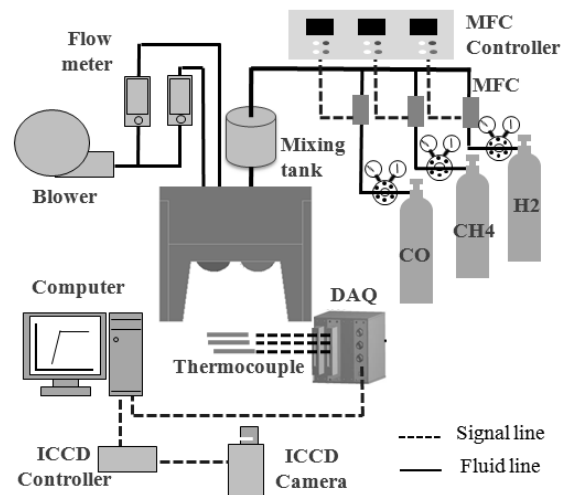 Flow
meter
MFC
Controller
MFC
Mixing
tank
Blower
H2
CH4
CO
Computer
DAQ
Thermocouple
ICCD
Controller
ICCD
Camera
Signal line
Fluid line